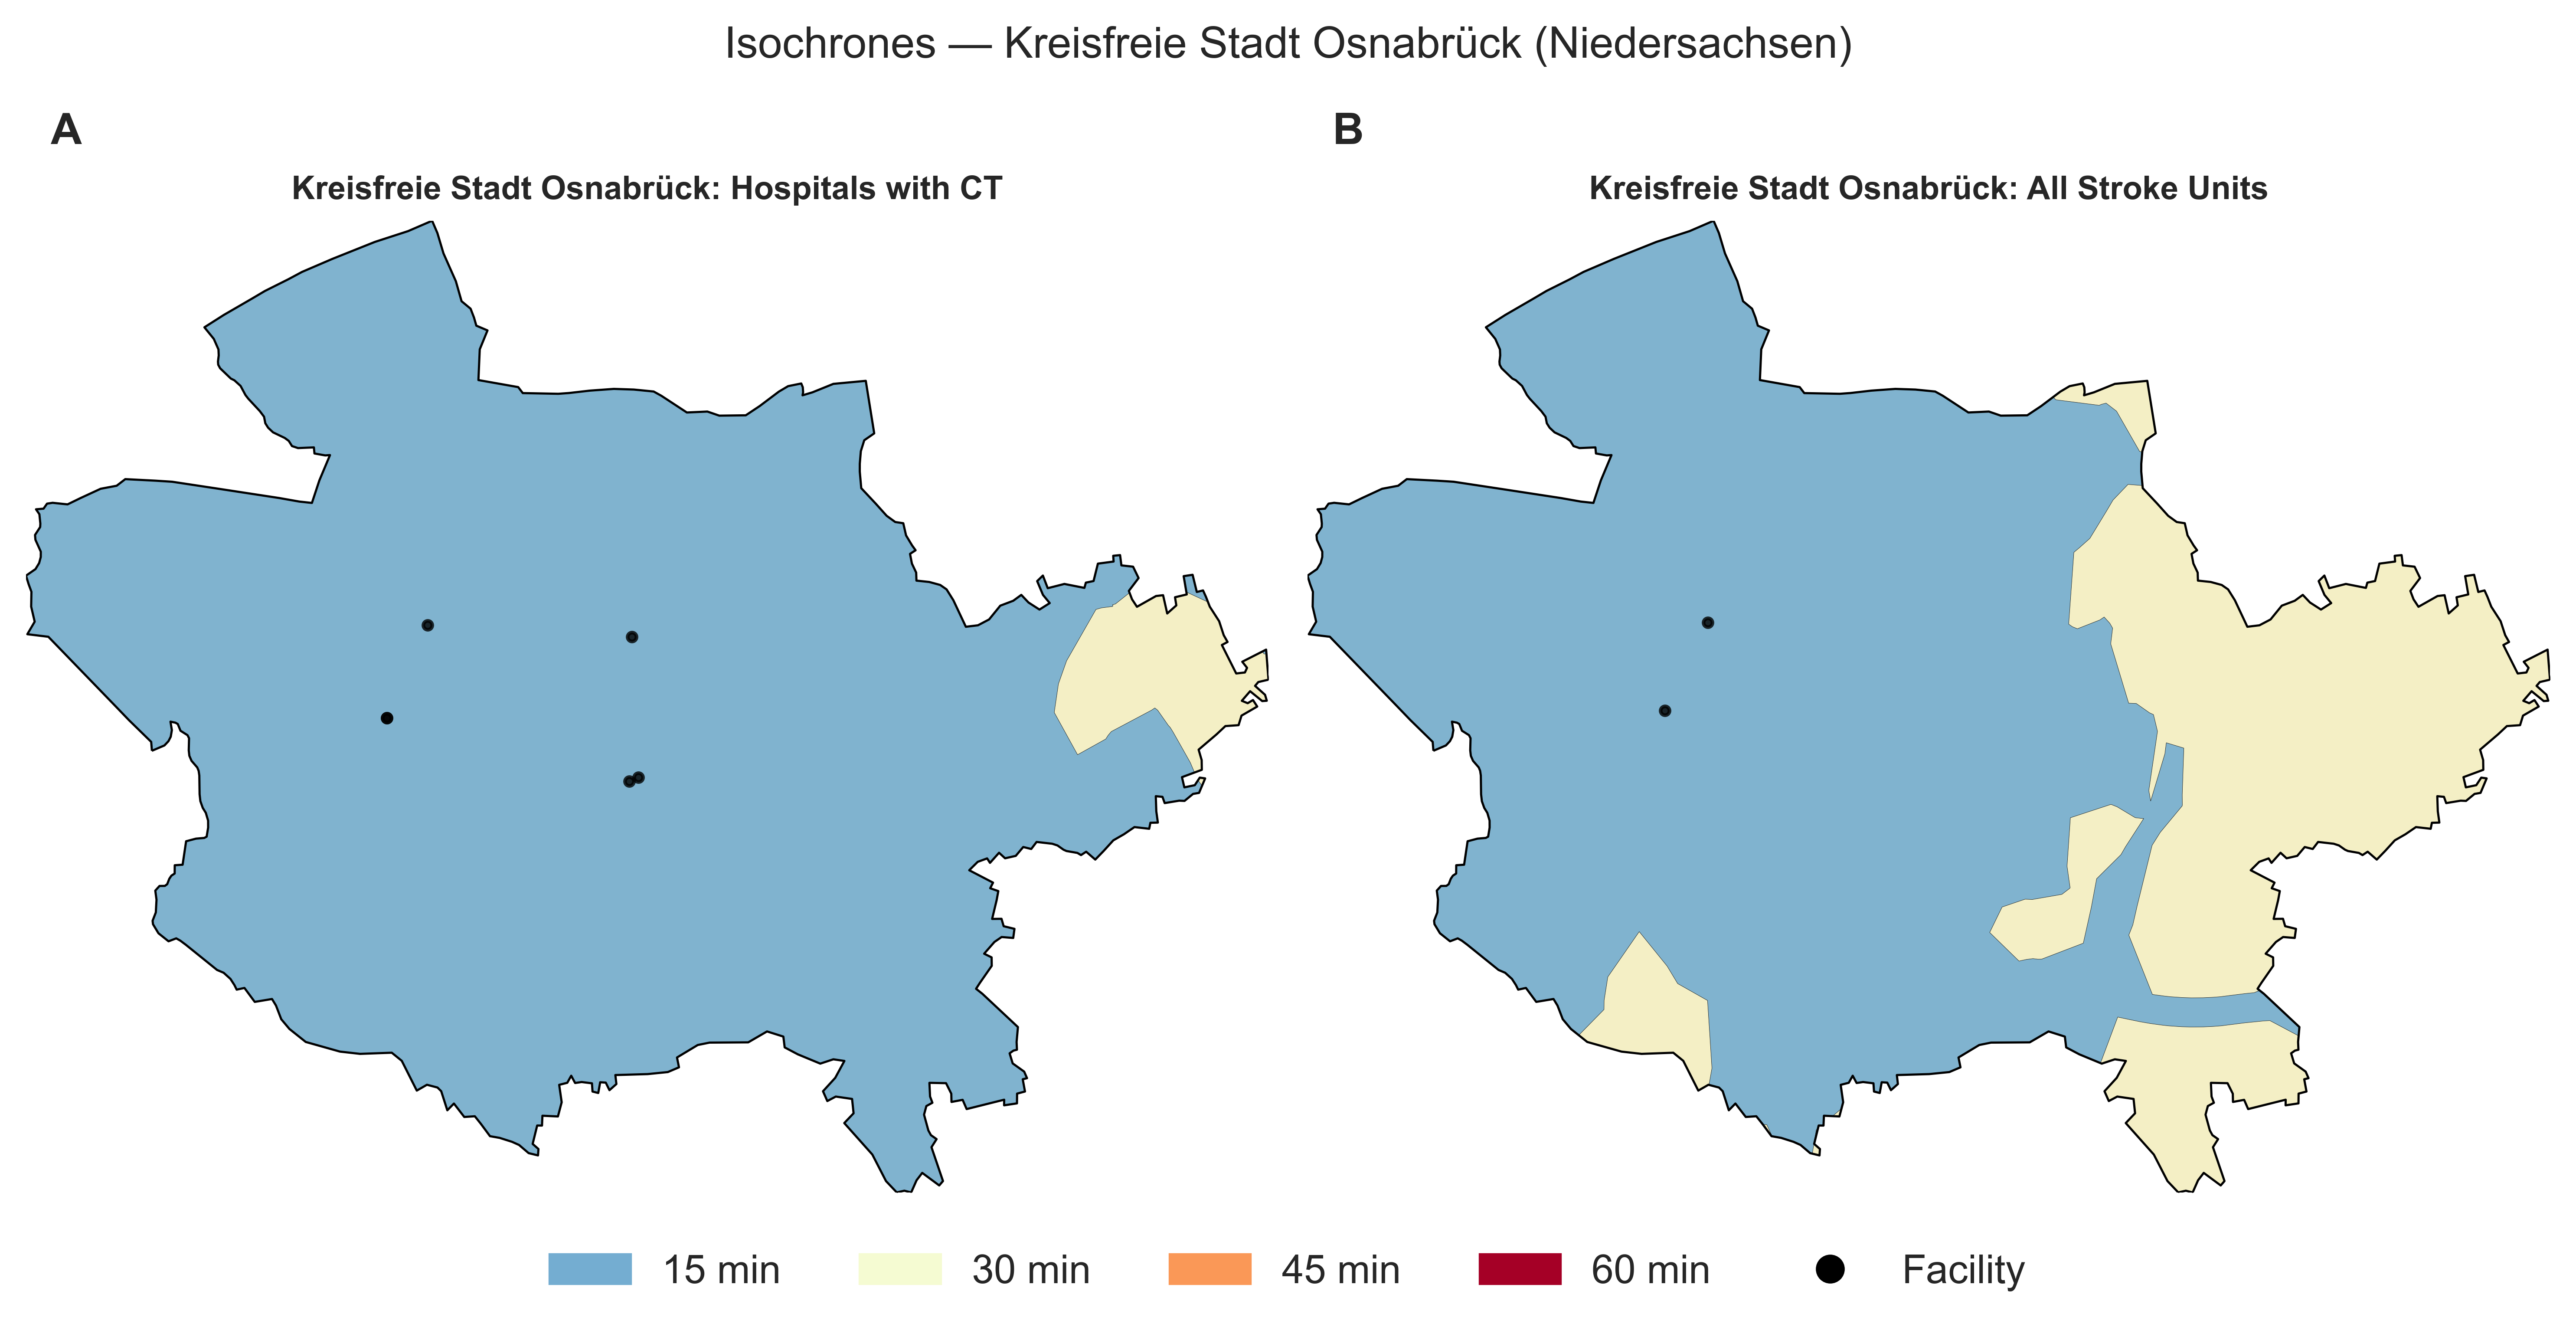 Isochrones — Kreisfreie Stadt Osnabrück (Niedersachsen)
A
Kreisfreie Stadt Osnabrück: Hospitals with CT
B
Kreisfreie Stadt Osnabrück: All Stroke Units
15 min
30 min
45 min
60 min
Facility